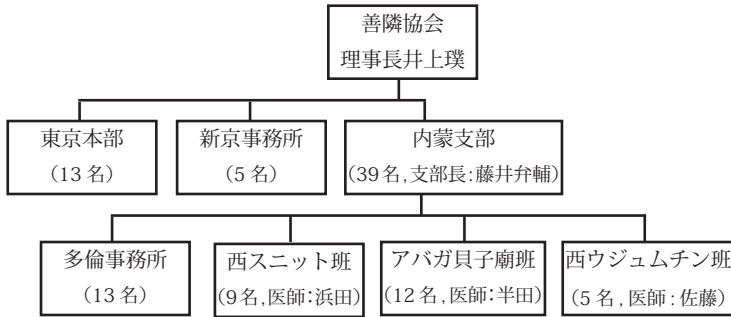 善隣協会
理事長井上璞
東京本部
(13名)
新京事務所
(5名)
内蒙支部
(39名,支部長:藤井弁輔)
多倫事務所
(13名)
西スニット班
(9名,医師:浜田)
アバガ貝子廟班
(12名,医師:半田)
西ウジュムチン班
(5名,医師:佐藤)